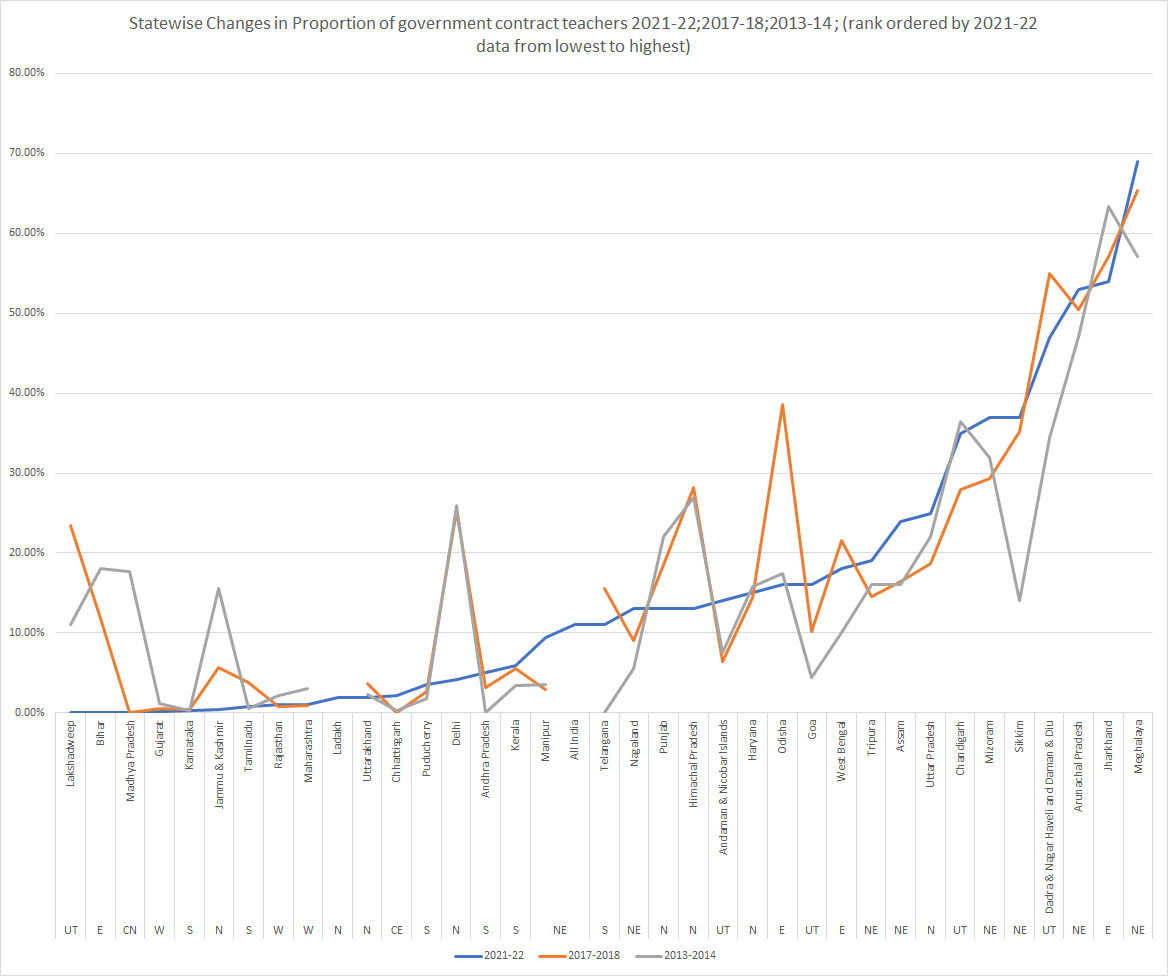 Statewise Changes in Proportion of government contract teachers 2021-22;2017-18;2013-14 ; (rank ordered by 2021-22
data from lowest to highest)
80.00%
70.00%
60.00%
50.00%
40.00%
30.00%
20.00%
10.00%
0.00%
Lakshadweep
Bihar
Madhya Pradesh
Gujarat
Karnataka
Jammu & Kashmir
Tamilnadu
Rajasthan
Maharashtra
Ladakh
Uttarakhand
Chhattisgarh
Puducherry
Delhi
Andhra Pradesh
Kerala
Manipur
All India
Telangana
Nagaland
Punjab
Himachal Pradesh
Andaman & Nicobar Islands
Haryana
Odisha
Goa
West Bengal
Tripura
Assam
Uttar Pradesh
Chandigarh
Mizoram
Sikkim
Dadra & Nagar Haveli and Daman & Diu
Arunachal Pradesh
Jharkhand
Meghalaya
UT E CN W S N S W W N N CE S N S S NE S NE N N UT N E UT E NE NE N UT NE NE UT NE E NE
2021-22 2017-2018 2013-2014